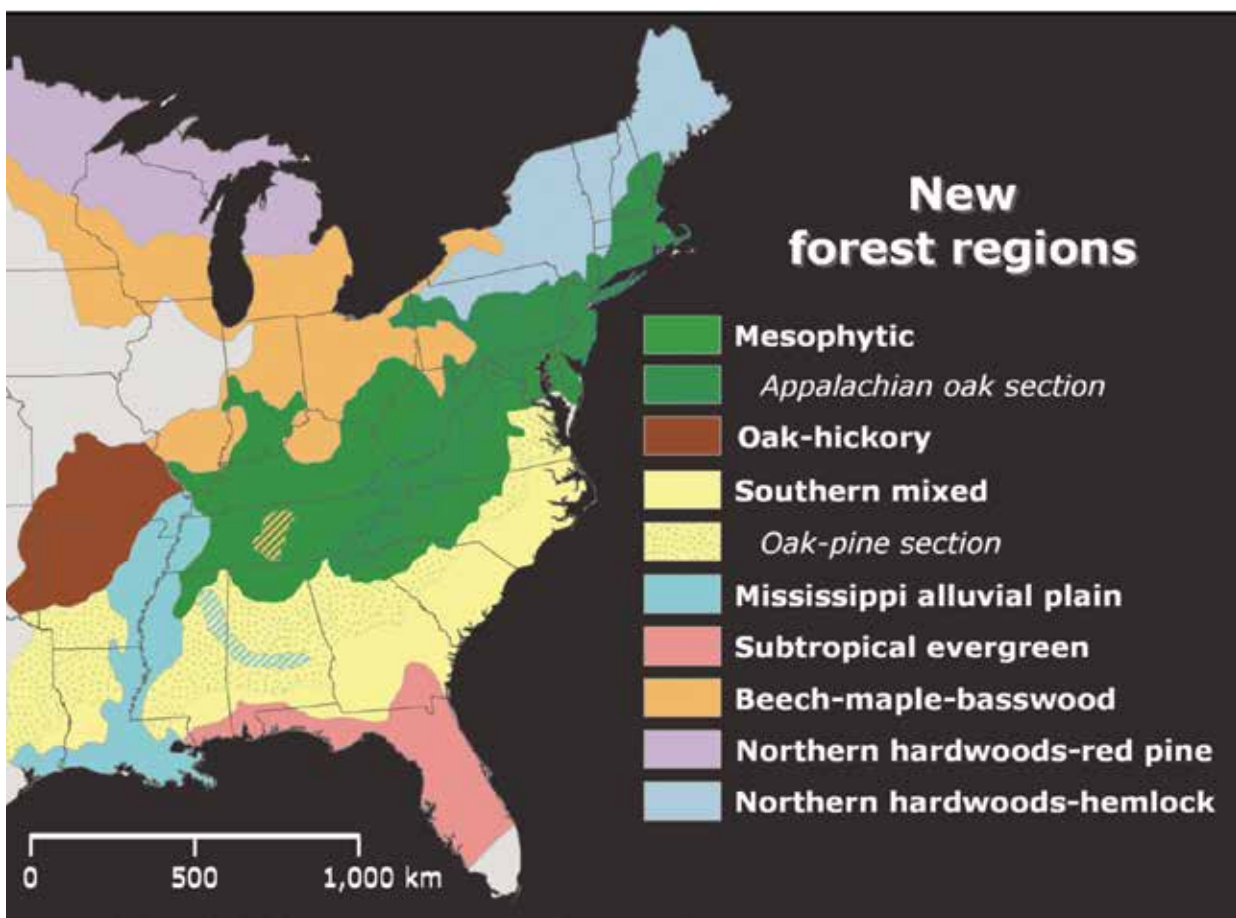 New
forest regions
Mesophytic
Appalachian oak section
Oak-hickory
Southern mixed
Oak-pine section
Mississippi alluvial plain
Subtropical evergreen
Beech-maple-basswood
Northern hardwoods-red pine
Northern hardwoods-hemlock
0 500 1,000 km